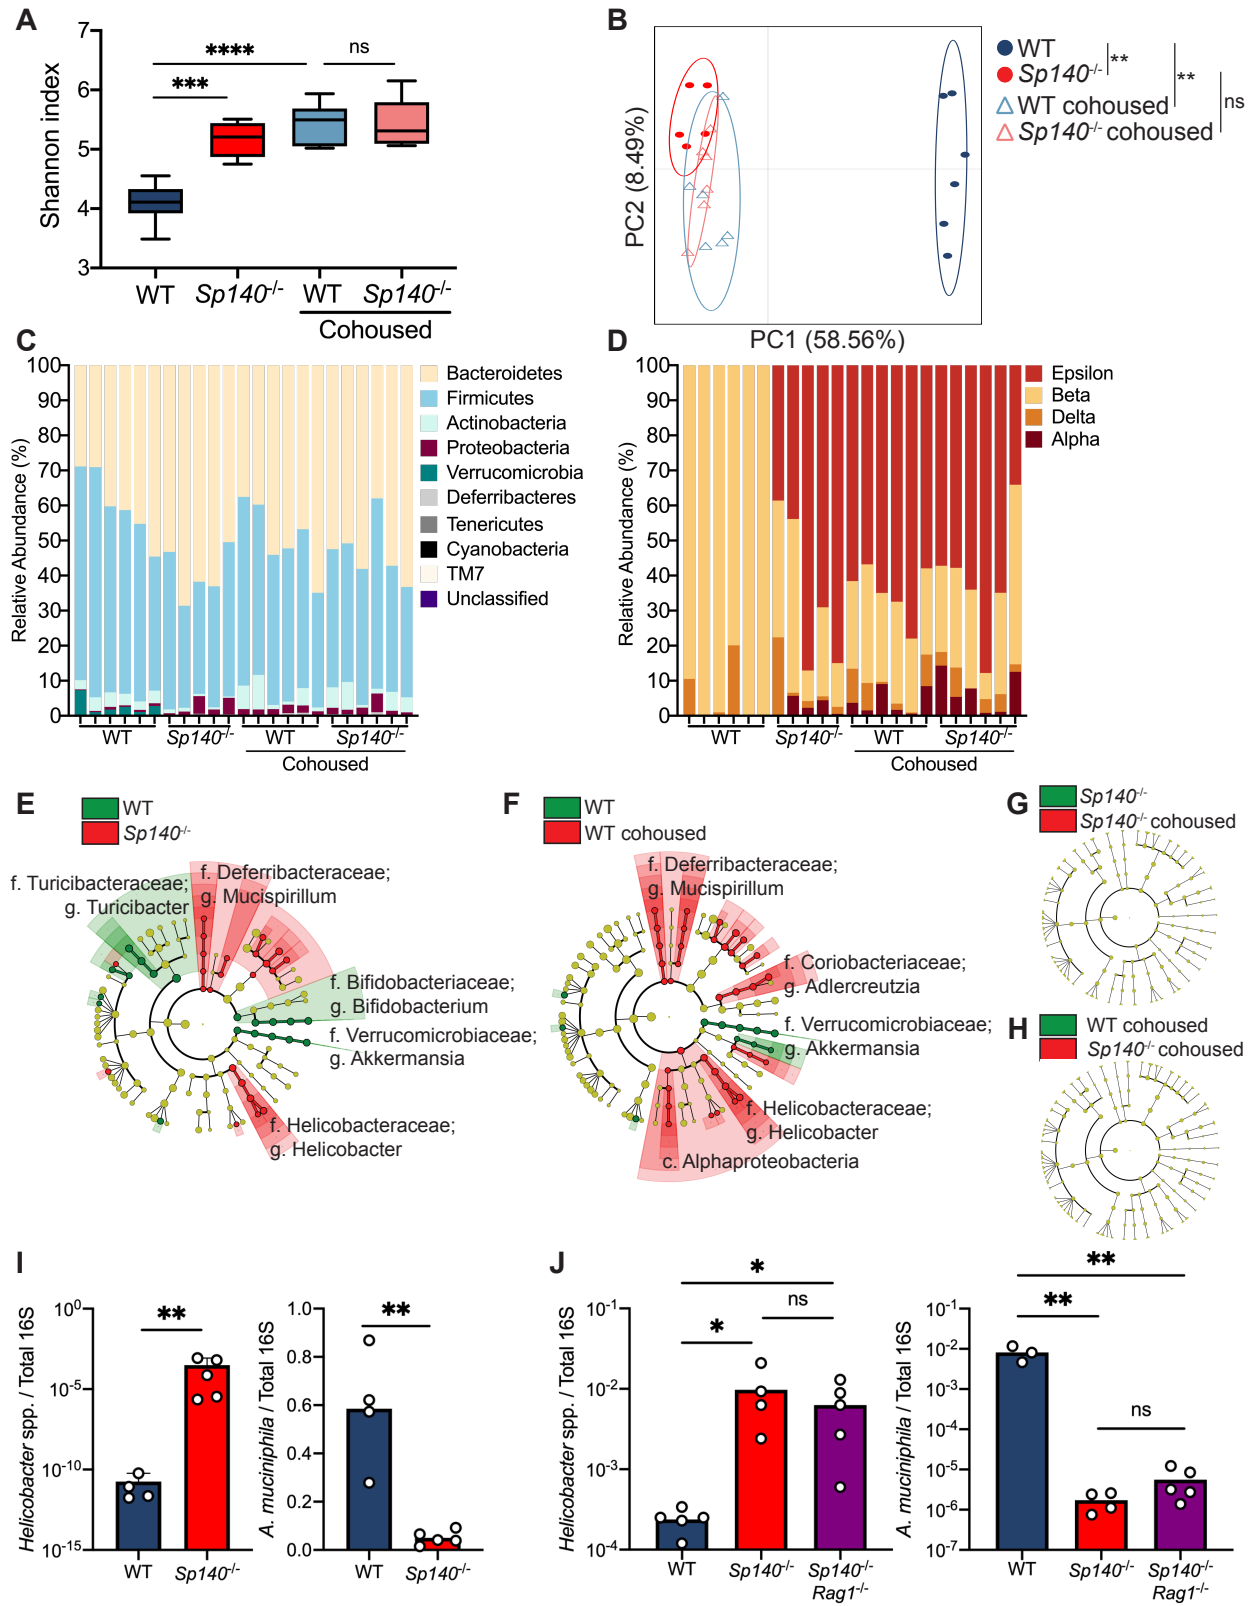 A
Shannon index
7
6
5
4
3
****
***
ns
WT
Sp140-/-
WT
Sp140-/-
Cohoused
B
PC2 (8.49%)
PC1 (58.56%)
WT
Sp140-/-
WT cohoused
Sp140-/- cohoused
**
**
ns
C
Relative Abundance (%)
100
90
80
70
60
50
40
30
20
10
0
WT
Sp140-/-
WT
Sp140-/-
Cohoused
Bacteroidetes
Firmicutes
Actinobacteria
Proteobacteria
Verrucomicrobia
Deferribacteres
Tenericutes
Cyanobacteria
TM7
Unclassified
D
Relative Abundance (%)
100
90
80
70
60
50
40
30
20
10
0
WT
Sp140-/-
WT
Sp140-/-
Cohoused
Epsilon
Beta
Delta
Alpha
E
WT
Sp140-/-
f. Turicibacteraceae;
g. Turicibacter
f. Deferribacteraceae;
g. Mucispirillum
f. Bifidobacteriaceae;
g. Bifidobacterium
f. Verrucomicrobiaceae;
g. Akkermansia
f. Helicobacteraceae;
g. Helicobacter
F
WT
WT cohoused
f. Deferribacteraceae;
g. Mucispirillum
f. Coriobacteriaceae;
g. Adlercreutzia
f. Verrucomicrobiaceae;
g. Akkermansia
f. Helicobacteraceae;
g. Helicobacter
c. Alphaproteobacteria
G
Sp140-/-
Sp140-/- cohoused
H
WT cohoused
Sp140-/- cohoused
I
Helicobacter spp. / Total 16S
100
10-5
10-10
10-15
**
WT
Sp140-/-
A. muciniphila / Total 16S
1.0
0.8
0.6
0.4
0.2
0.0
**
WT
Sp140-/-
J
Helicobacter spp. / Total 16S
10-1
10-2
10-3
10-4
*
ns
*
WT
Sp140-/-
Sp140-/-
Rag1-/-
A. muciniphila / Total 16S
10-1
10-2
10-3
10-4
10-5
10-6
10-7
**
**
ns
WT
Sp140-/-
Sp140-/-
Rag1-/-